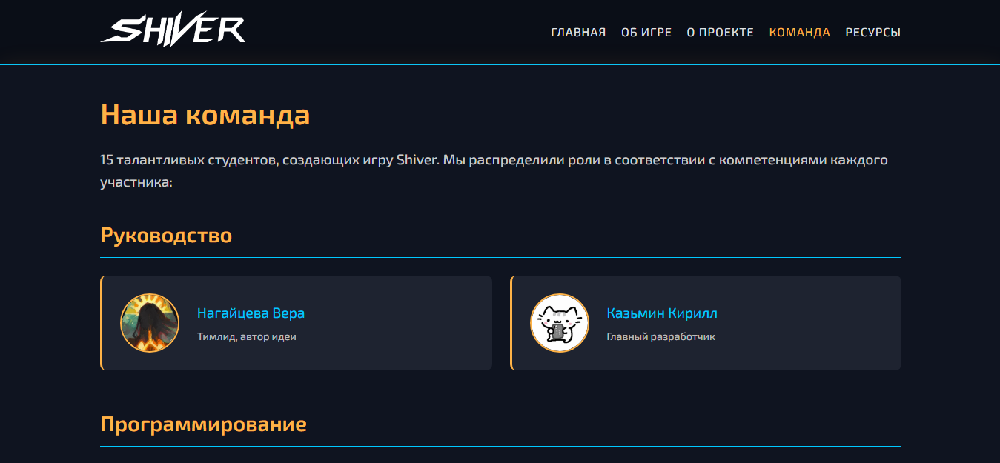 SHIVER
ГЛАВНАЯ ОБ ИГРЕ О ПРОЕКТЕ КОМАНДА РЕСУРСЫ
Наша команда
15 талантливых студентов, создающих игру Shiver. Мы распределили роли в соответствии с компетенциями каждого
участника:
Руководство
Нагайцева Вера
Тимлид, автор идеи
Казьмин Кирилл
Главный разработчик
Программирование